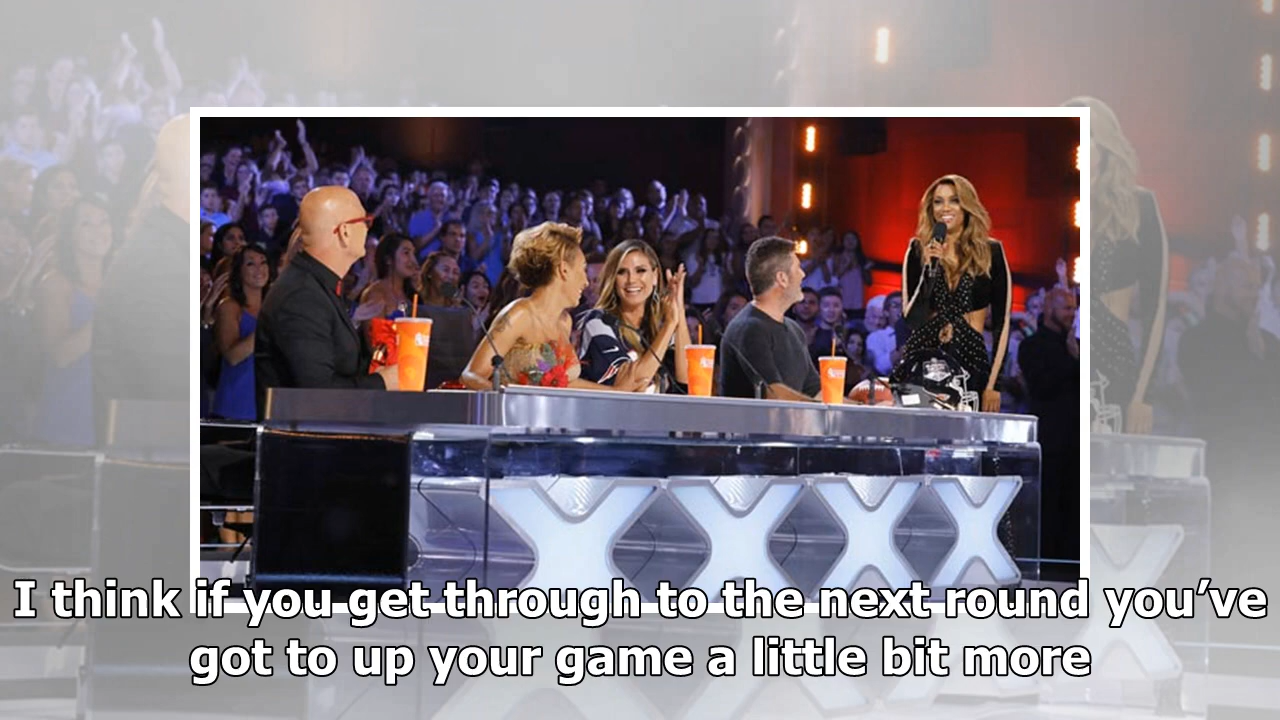 I think if you get through to the next round you’ve
got to up your game a little bit more